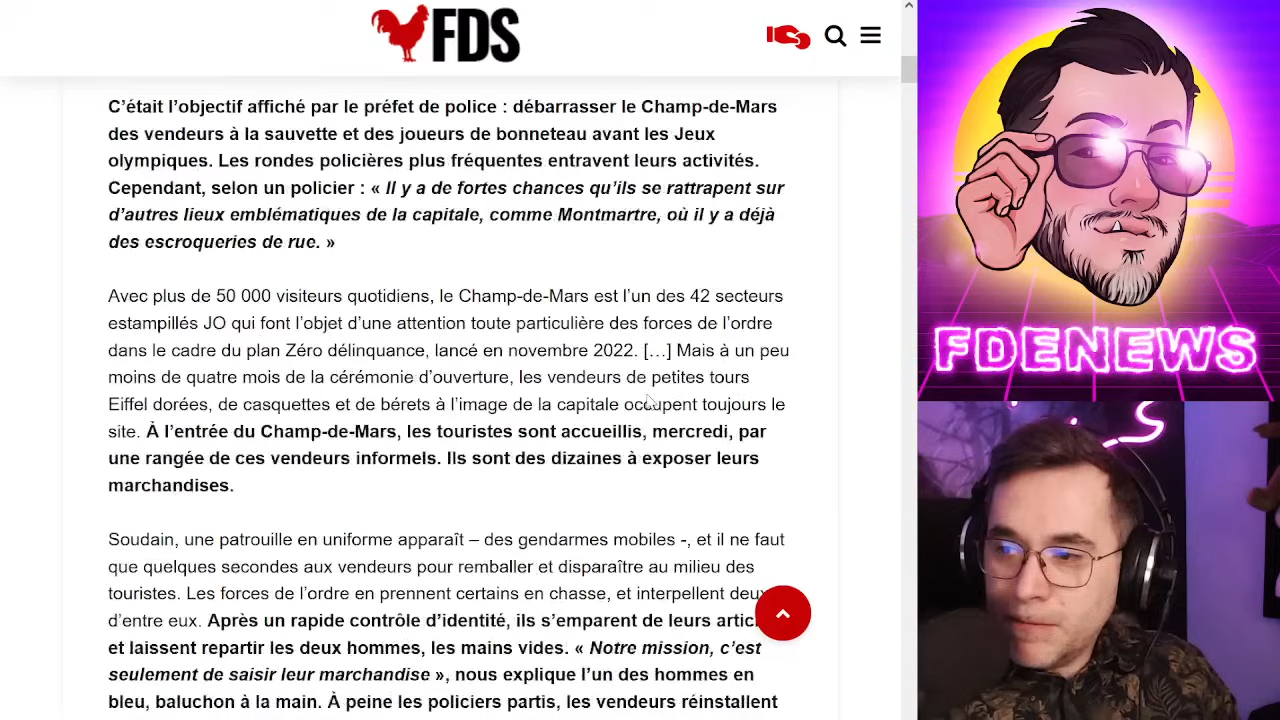 FDS
C’était l’objectif affiché par le préfet de police : débarrasser le Champ-de-Mars
des vendeurs à la sauvette et des joueurs de bonneteau avant les Jeux
olympiques. Les rondes policières plus fréquentes entravent leurs activités.
Cependant, selon un policier : « Il y a de fortes chances qu’ils se rattrapent sur
d’autres lieux emblématiques de la capitale, comme Montmartre, où il y a déjà
des escroqueries de rue. »
Avec plus de 50 000 visiteurs quotidiens, le Champ-de-Mars est l’un des 42 secteurs
estampillés JO qui font l’objet d’une attention toute particulière des forces de l’ordre
dans le cadre du plan Zéro délinquance, lancé en novembre 2022. […] Mais à un peu
moins de quatre mois de la cérémonie d’ouverture, les vendeurs de petites tours
Eiffel dorées, de casquettes et de bérets à l’image de la capitale occupent toujours le
site. À l’entrée du Champ-de-Mars, les touristes sont accueillis, mercredi, par
une rangée de ces vendeurs informels. Ils sont des dizaines à exposer leurs
marchandises.
Soudain, une patrouille en uniforme apparaît – des gendarmes mobiles -, et il ne faut
que quelques secondes aux vendeurs pour remballer et disparaître au milieu des
touristes. Les forces de l’ordre en prennent certains en chasse, et interpellent deux
d’entre eux. Après un rapide contrôle d’identité, ils s’emparent de leurs
et laissent repartir les deux hommes, les mains vides. « Notre mission, c’est
seulement de saisir leur marchandise », nous explique l’un des hommes en
bleu, baluchon à la main. À peine les policiers partis, les vendeurs réinstallent
FDENEWS